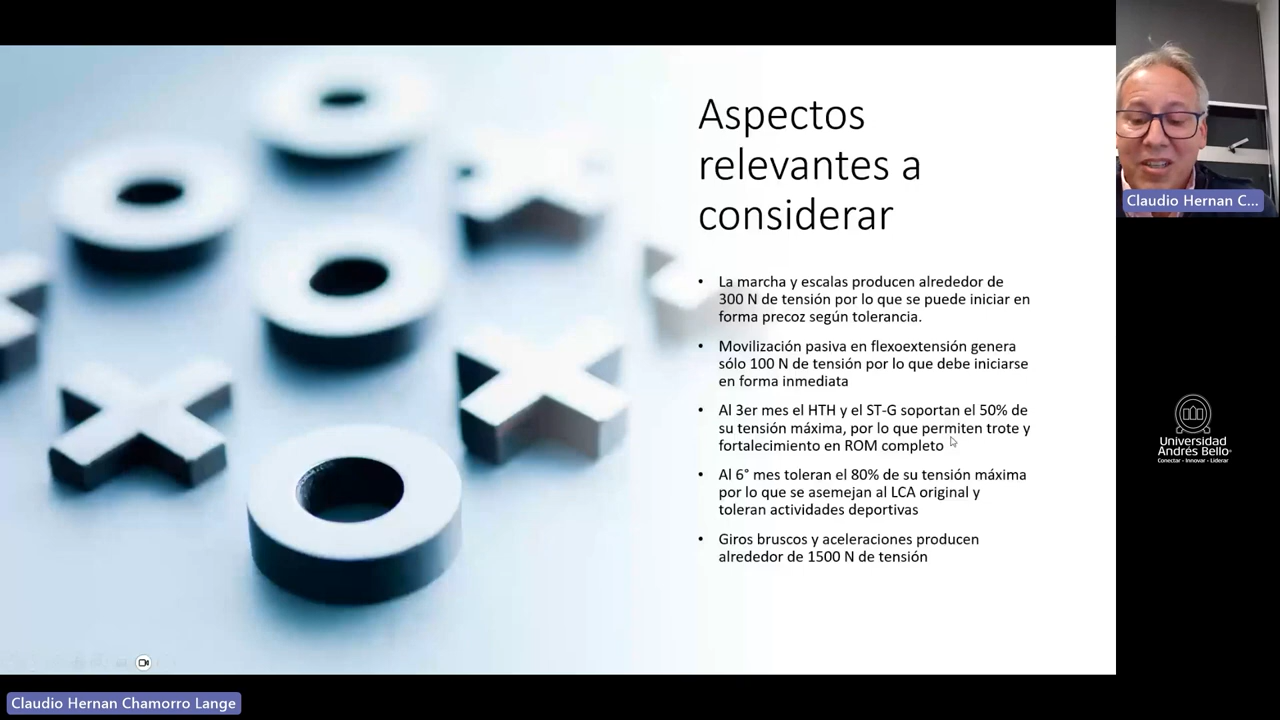 Aspectos
relevantes a
considerar
• La marcha y escalas producen alrededor de
300 N de tensión por lo que se puede iniciar en
forma precoz según tolerancia.
• Movilización pasiva en flexoextensión genera
sólo 100 N de tensión por lo que debe iniciarse
en forma inmediata
• Al 3er mes el HTH y el ST-G soportan el 50% de
su tensión máxima, por lo que permiten trote y
fortalecimiento en ROM completo
• Al 6° mes toleran el 80% de su tensión máxima
por lo que se asemejan al LCA original y
toleran actividades deportivas
• Giros bruscos y aceleraciones producen
alrededor de 1500 N de tensión
Claudio Hernan C...
Universidad
Andrés Bello
Conectar • Innovar • Liderar
Claudio Hernan Chamorro Lange